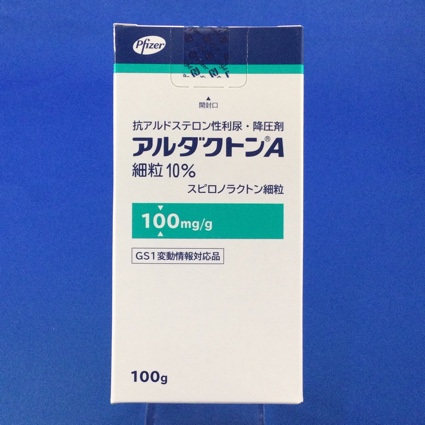 Pfizer
開封口
抗アルドステロン性利尿・降圧剤
アルダクトン®A
細粒10%
スピロノラクトン細粒
100mg/g
GS1変動情報対応品
100g